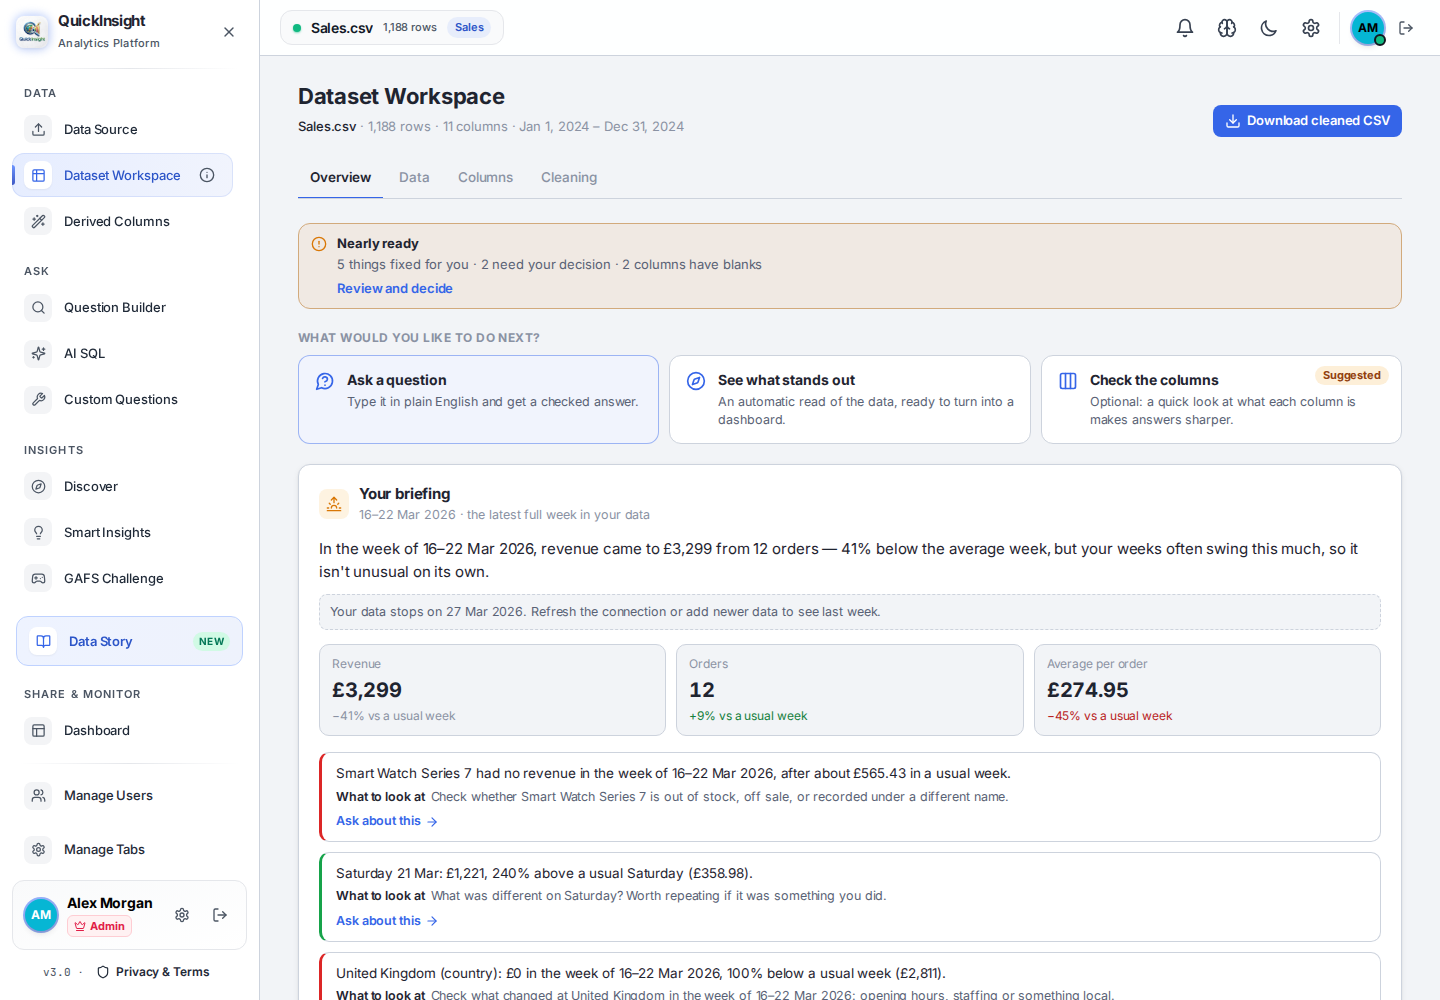 QuickInsight
Analytics Platform
DATA
Data Source
Dataset Workspace
Derived Columns
ASK
Question Builder
AI SQL
Custom Questions
INSIGHTS
Discover
Smart Insights
GAFS Challenge
Data Story NEW
SHARE & MONITOR
Dashboard
Manage Users
Manage Tabs
AM Alex Morgan
Admin
v3.0 · Privacy & Terms
Sales.csv 1,188 rows Sales
AM
Dataset Workspace
Sales.csv · 1,188 rows · 11 columns · Jan 1, 2024 – Dec 31, 2024
Download cleaned CSV
Overview Data Columns Cleaning
Nearly ready
5 things fixed for you · 2 need your decision · 2 columns have blanks
Review and decide
WHAT WOULD YOU LIKE TO DO NEXT?
Ask a question
Type it in plain English and get a checked answer.
See what stands out
An automatic read of the data, ready to turn into a
dashboard.
Check the columns Suggested
Optional: a quick look at what each column is
makes answers sharper.
Your briefing
16–22 Mar 2026 · the latest full week in your data
In the week of 16–22 Mar 2026, revenue came to £3,299 from 12 orders — 41% below the average week, but your weeks often swing this much, so it
isn't unusual on its own.
Your data stops on 27 Mar 2026. Refresh the connection or add newer data to see last week.
Revenue
£3,299
−41% vs a usual week
Orders
12
+9% vs a usual week
Average per order
£274.95
−45% vs a usual week
Smart Watch Series 7 had no revenue in the week of 16–22 Mar 2026, after about £565.43 in a usual week.
What to look at Check whether Smart Watch Series 7 is out of stock, off sale, or recorded under a different name.
Ask about this →
Saturday 21 Mar: £1,221, 240% above a usual Saturday (£358.98).
What to look at What was different on Saturday? Worth repeating if it was something you did.
Ask about this →
United Kingdom (country): £0 in the week of 16–22 Mar 2026, 100% below a usual week (£2,811).
What to look at Check what changed at United Kingdom in the week of 16–22 Mar 2026: opening hours, staffing or something local.